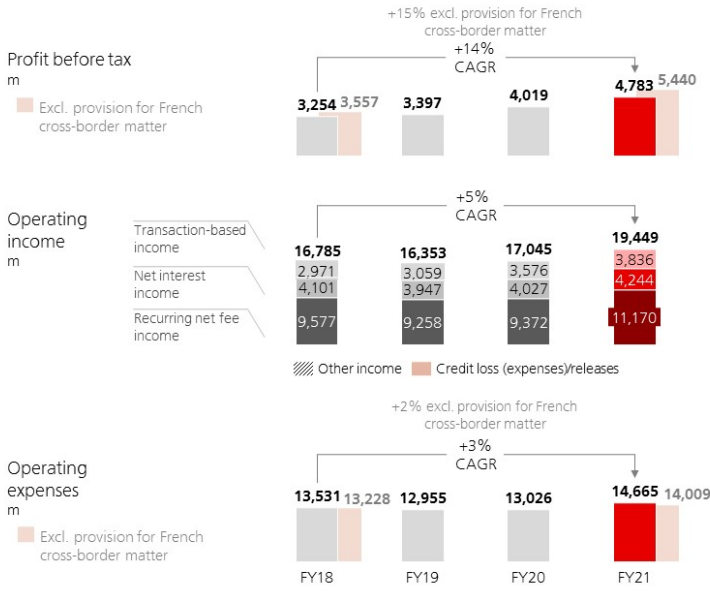 +15% excl. provision for French
cross-border matter
+14%
CAGR
Profit before tax
m
Excl. provision for French
cross-border matter
3,254 3,557 3,397 4,019 4,783 5,440
+5%
CAGR
Operating
income
m
Transaction-based
income
Net interest
income
Recurring net fee
income
16,785 16,353 17,045 19,449
2,971 3,059 3,576 3,836
4,101 3,947 4,027 4,244
9,577 9,258 9,372 11,170
Other income Credit loss (expenses)/releases
+2% excl. provision for French
cross-border matter
+3%
CAGR
Operating
expenses
m
Excl. provision for French
cross-border matter
13,531 13,228 12,955 13,026 14,665 14,009
FY18 FY19 FY20 FY21